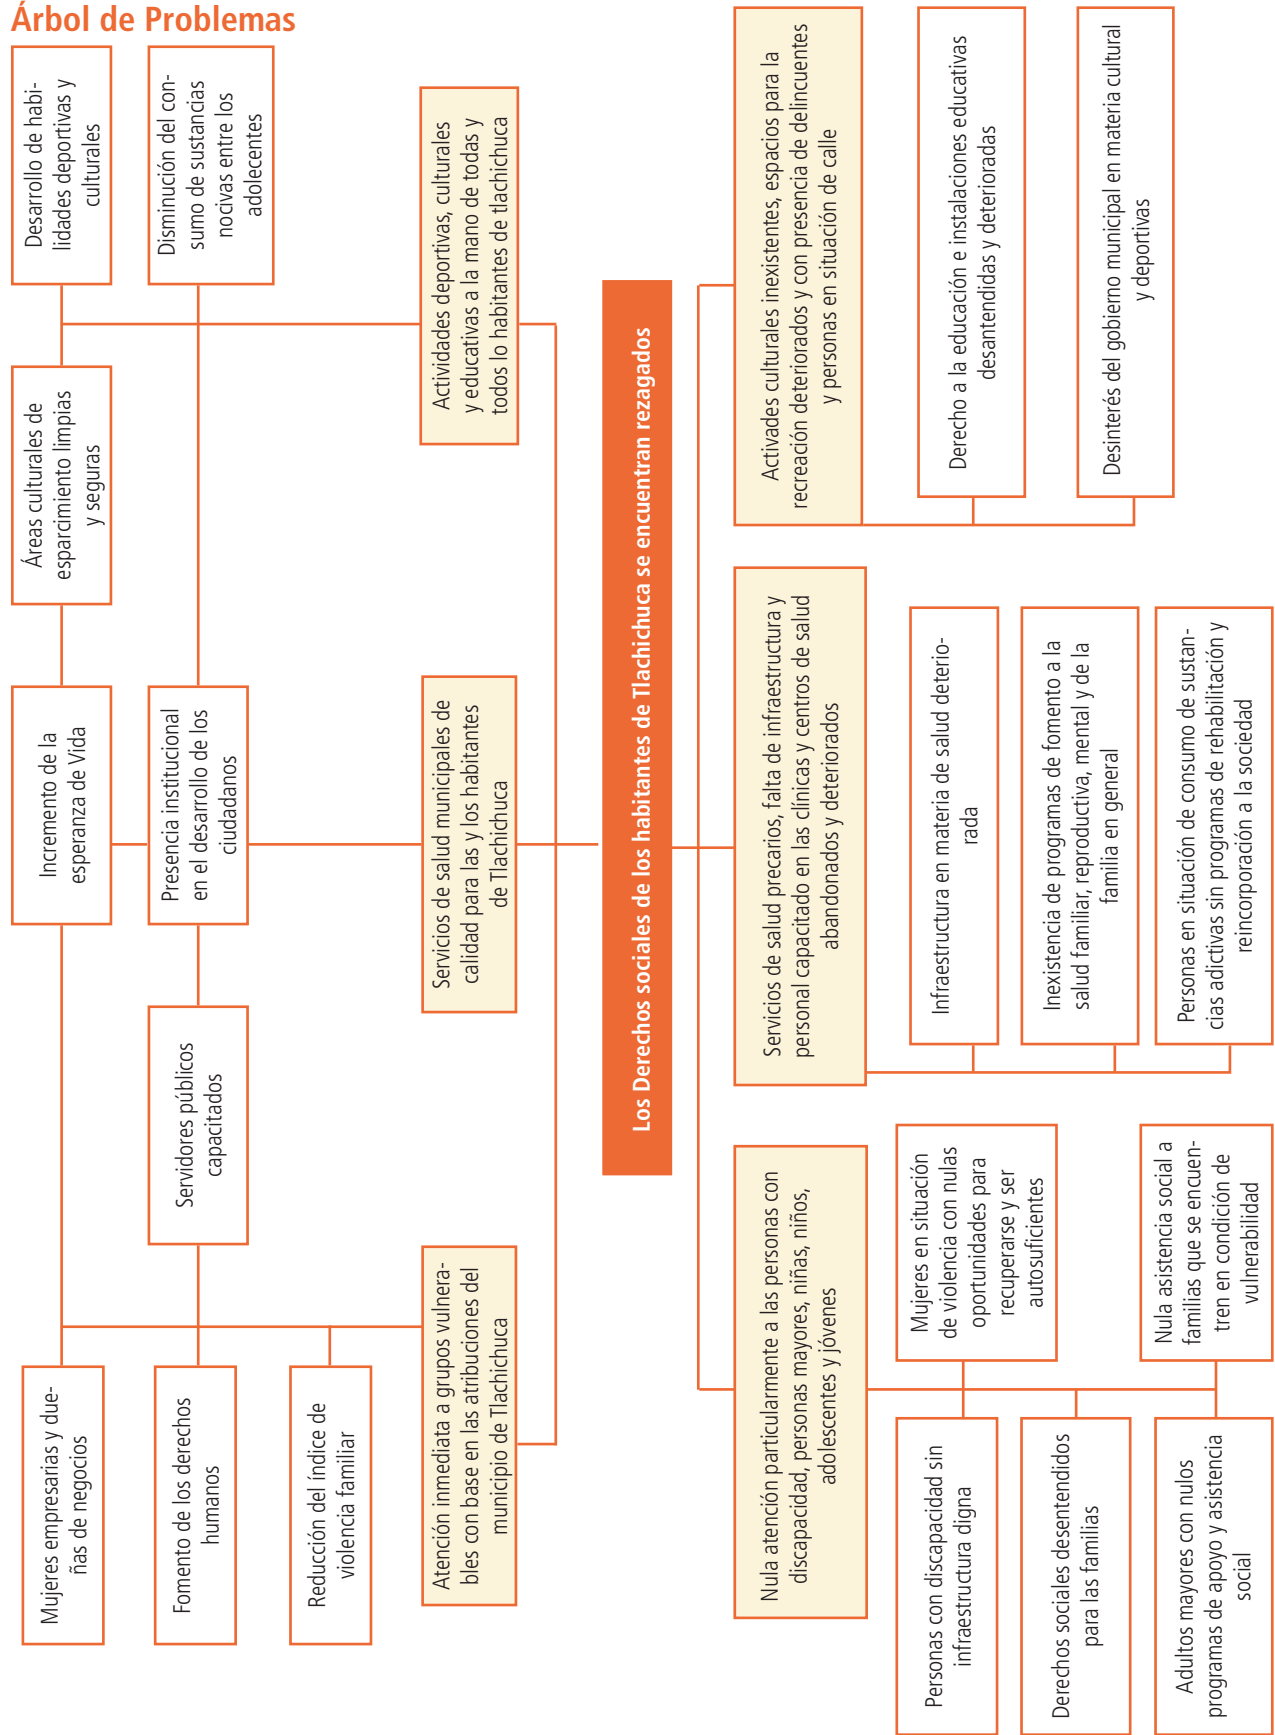 Árbol de Problemas
Mujeres empresarias y due-
ñas de negocios
Incremento de la
esperanza de Vida
Áreas culturales de
esparcimiento limpias
y seguras
Desarrollo de habi-
lidades deportivas y
culturales
Fomento de los derechos
humanos
Servidores públicos
capacitados
Presencia institucional
en el desarrollo de los
ciudadanos
Disminución del con-
sumo de sustancias
nocivas entre los
adolecentes
Reducción del índice de
violencia familiar
Atención inmediata a grupos vulnera-
bles con base en las atribuciones del
municipio de Tlachichuca
Servicios de salud municipales de
calidad para las y los habitantes
de Tlachichuca
Actividades deportivas, culturales
y educativas a la mano de todas y
todos lo habitantes de tlachichuca
Los Derechos sociales de los habitantes de Tlachichuca se encuentran rezagados
Nula atención particularmente a las personas con
discapacidad, personas mayores, niñas, niños,
adolescentes y jóvenes
Servicios de salud precarios, falta de infraestructura y
personal capacitado en las clínicas y centros de salud
abandonados y deteriorados
Activades culturales inexistentes, espacios para la
recreación deteriorados y con presencia de delincuentes
y personas en situación de calle
Personas con discapacidad sin
infraestructura digna
Mujeres en situación
de violencia con nulas
oportunidades para
recuperarse y ser
autosuficientes
Infraestructura en materia de salud deterio-
rada
Derecho a la educación e instalaciones educativas
desantendidas y deterioradas
Derechos sociales desentendidos
para las familias
Inexistencia de programas de fomento a la
salud familiar, reproductiva, mental y de la
familia en general
Desinterés del gobierno municipal en materia cultural
y deportivas
Adultos mayores con nulos
programas de apoyo y asistencia
social
Nula asistencia social a
familias que se encuen-
tren en condición de
vulnerabilidad
Personas en situación de consumo de sustan-
cias adictivas sin programas de rehabilitación y
reincorporación a la sociedad